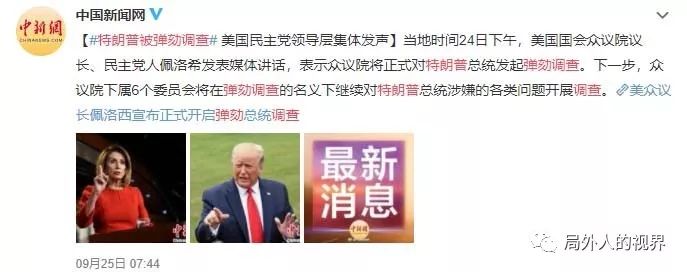 中新網
CHINANEWS.COM
中国新闻网
【#特朗普被弹劾调查# 美国民主党领导层集体发声】当地时间24日下午，美国国会众议院议
长、民主党人佩洛希发表媒体讲话，表示众议院将正式对特朗普总统发起弹劾调查。下一步，众
议院下属6个委员会将在弹劾调查的名义下继续对特朗普总统涉嫌的各类问题开展调查。美众议
长佩洛西宣布正式开启弹劾总统调查
最新
消息
09月25日 07:44
局外人的视界